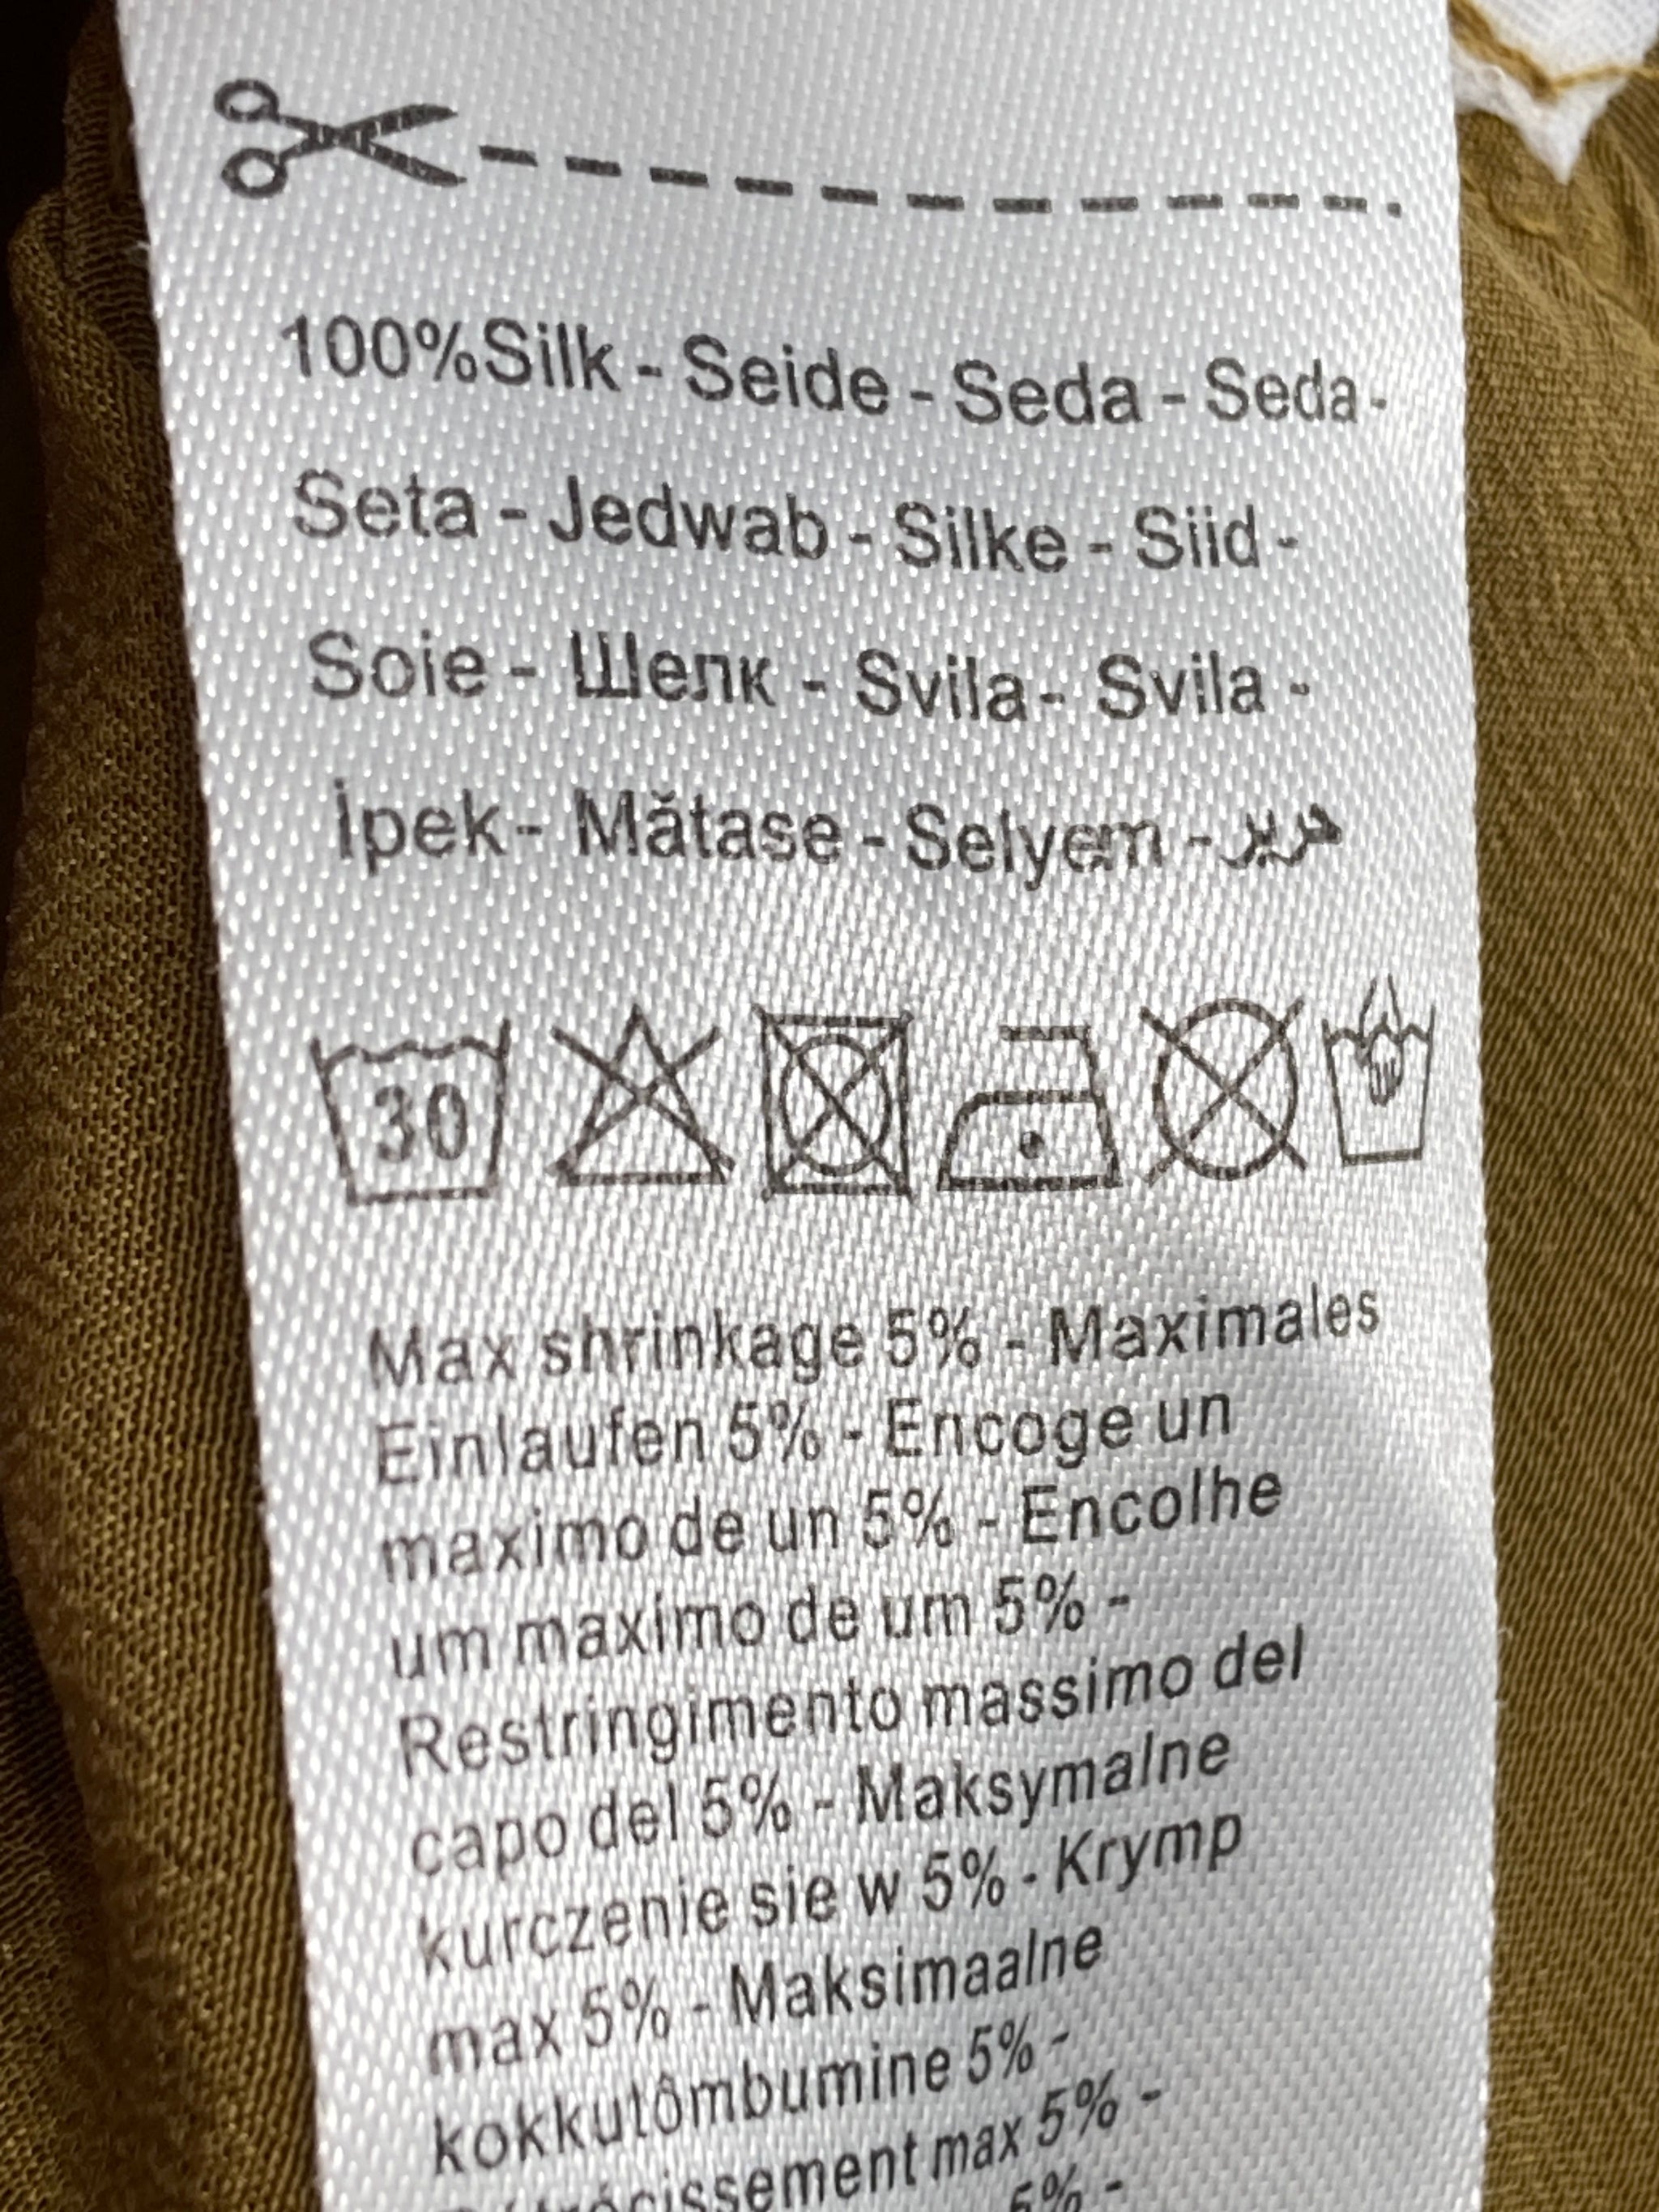 100%Silk - Seide - Seda - Seda -
Seta - Jedwab - Silke - Siid -
Soie - Шелк - Svila - Svila -
İpek - Mătase - Selyem - حرير
30
Max shrinkage 5% - Maximales
Einlaufen 5% - Encoge un
maximo de un 5% - Encolhe
um maximo de um 5% -
Restringimento massimo del
capo del 5% - Maksymalne
kurczenie sie w 5% - Krymp
max 5% - Maksimaalne
kokkutômbumine 5% -
max 5% -
5% -